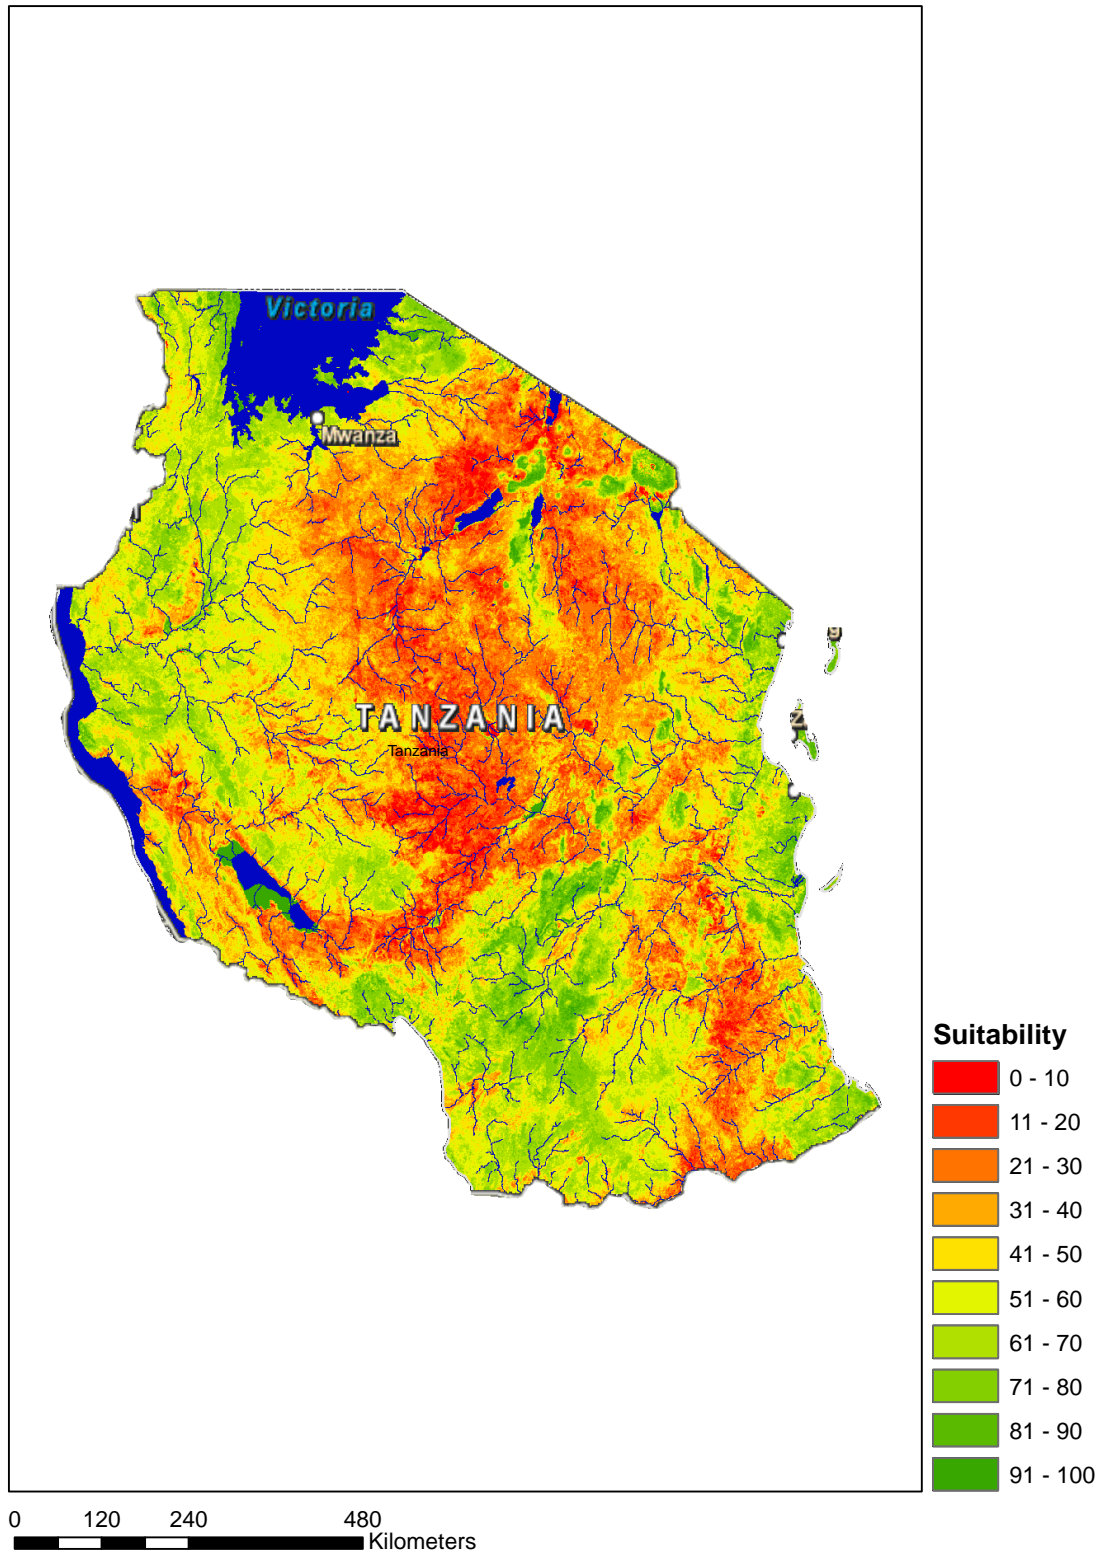 Victoria
Mwanza
TANZANIA
Tanzania
Z
Suitability
0 - 10
11 - 20
21 - 30
31 - 40
41 - 50
51 - 60
61 - 70
71 - 80
81 - 90
91 - 100
0 120 240 480
Kilometers